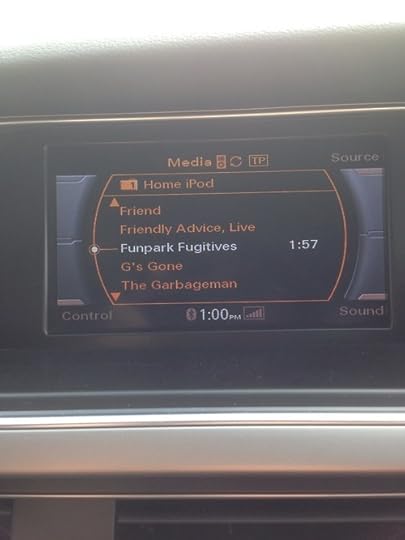 Media TP
Source
1 Home iPod
Friend
Friendly Advice, Live
Funpark Fugitives 1:57
G's Gone
The Garbageman
Control
1:00PM
Sound